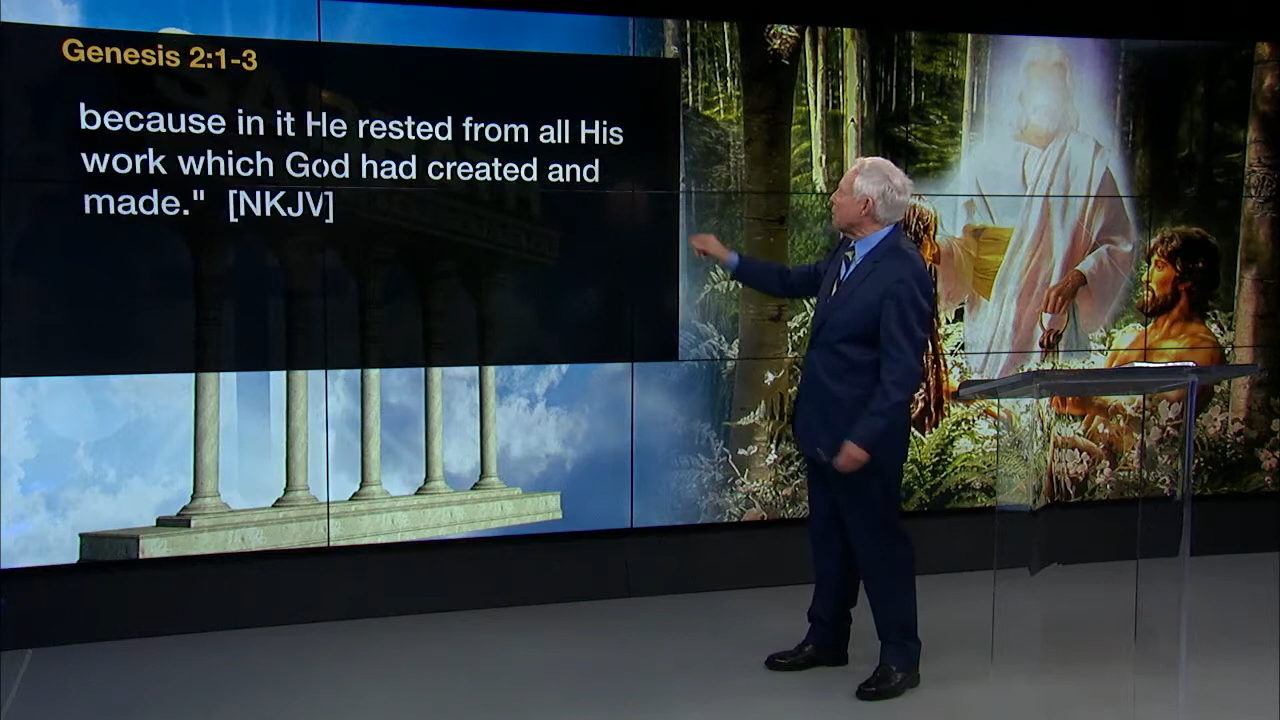 Genesis 2:1-3
because in it He rested from all His
work which God had created and
made." [NKJV]